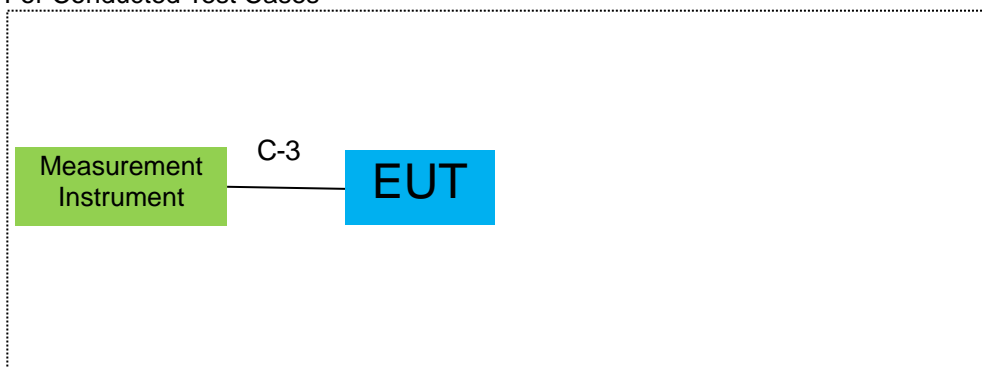 For Conducted Test Cases
C-3
Measurement
Instrument
EUT